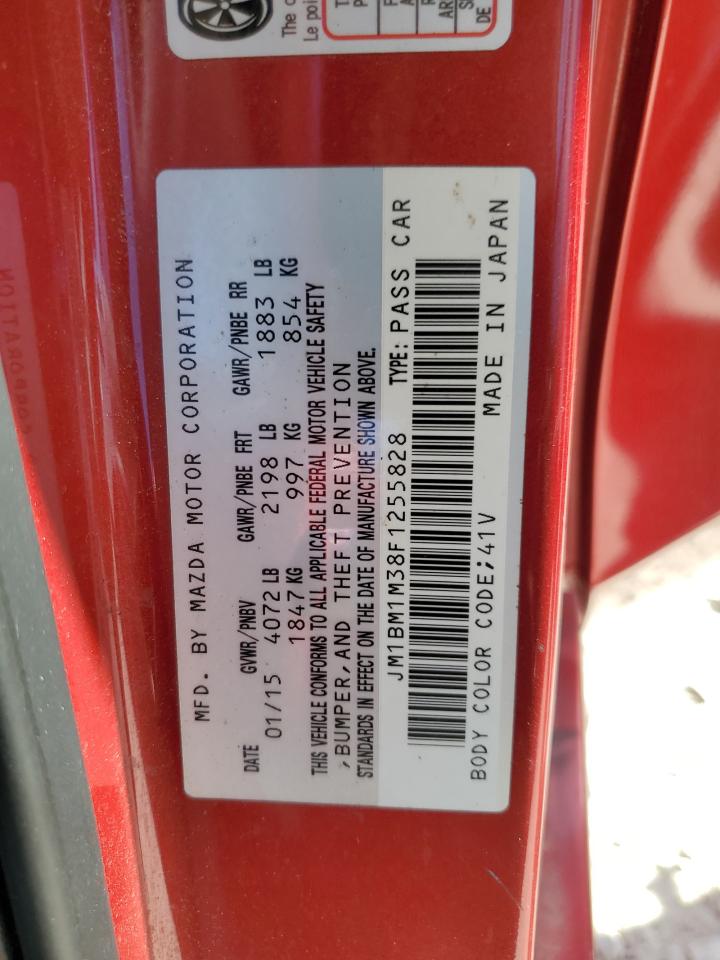 MFD. BY MAZDA MOTOR CORPORATION
DATE GVWR/PNBV GAWR/PNBE FRT GAWR/PNBE RR
01/15 4072 LB 2198 LB 1883 LB
1847 KG 997 KG 854 KG
THIS VEHICLE CONFORMS TO ALL APPLICABLE FEDERAL MOTOR VEHICLE SAFETY
,BUMPER,AND THEFT PREVENTION
STANDARDS IN EFFECT ON THE DATE OF MANUFACTURE SHOWN ABOVE.
JM1BM1M38F1255828 TYPE: PASS CAR
BODY COLOR CODE;41V MADE IN JAPAN
The
Le
DE